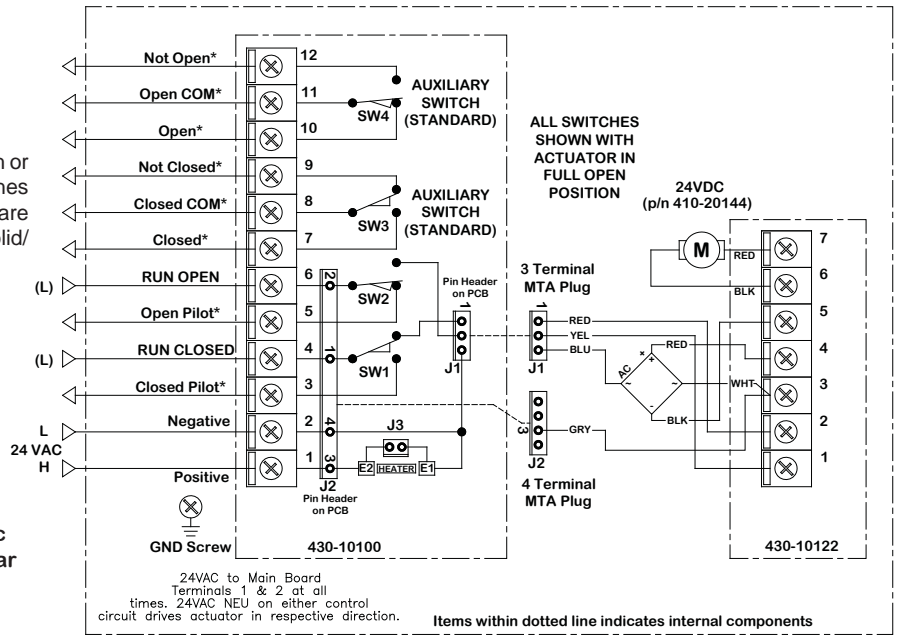 Not Open*
12
Open COM*
11
Open*
10
Not Closed*
9
Closed COM*
8
Closed*
7
(L)
RUN OPEN
6
Open Pilot*
5
(L)
RUN CLOSED
4
Closed Pilot*
3
L
Negative
2
24 VAC
H
Positive
1
GND Screw
n or
nes
are
olid/
c
ar
SW4
AUXILIARY
SWITCH
(STANDARD)
SW3
AUXILIARY
SWITCH
(STANDARD)
2
SW2
1
SW1
4
3
J2
Pin Header
on PCB
J3
E2
HEATER
E1
Pin Header
on PCB
1
J1
430-10100
ALL SWITCHES
SHOWN WITH
ACTUATOR IN
FULL OPEN
POSITION
3 Terminal
MTA Plug
1
RED
YEL
BLU
J1
3
GRY
J2
4 Terminal
MTA Plug
AC
+
+
~
~
-
RED
WHT
BLK
24VDC
(p/n 410-20144)
M
RED
BLK
7
6
5
4
3
2
1
430-10122
24VAC to Main Board
Terminals 1 & 2 at all
times. 24VAC NEU on either control
circuit drives actuator in respective direction.
Items within dotted line indicates internal components